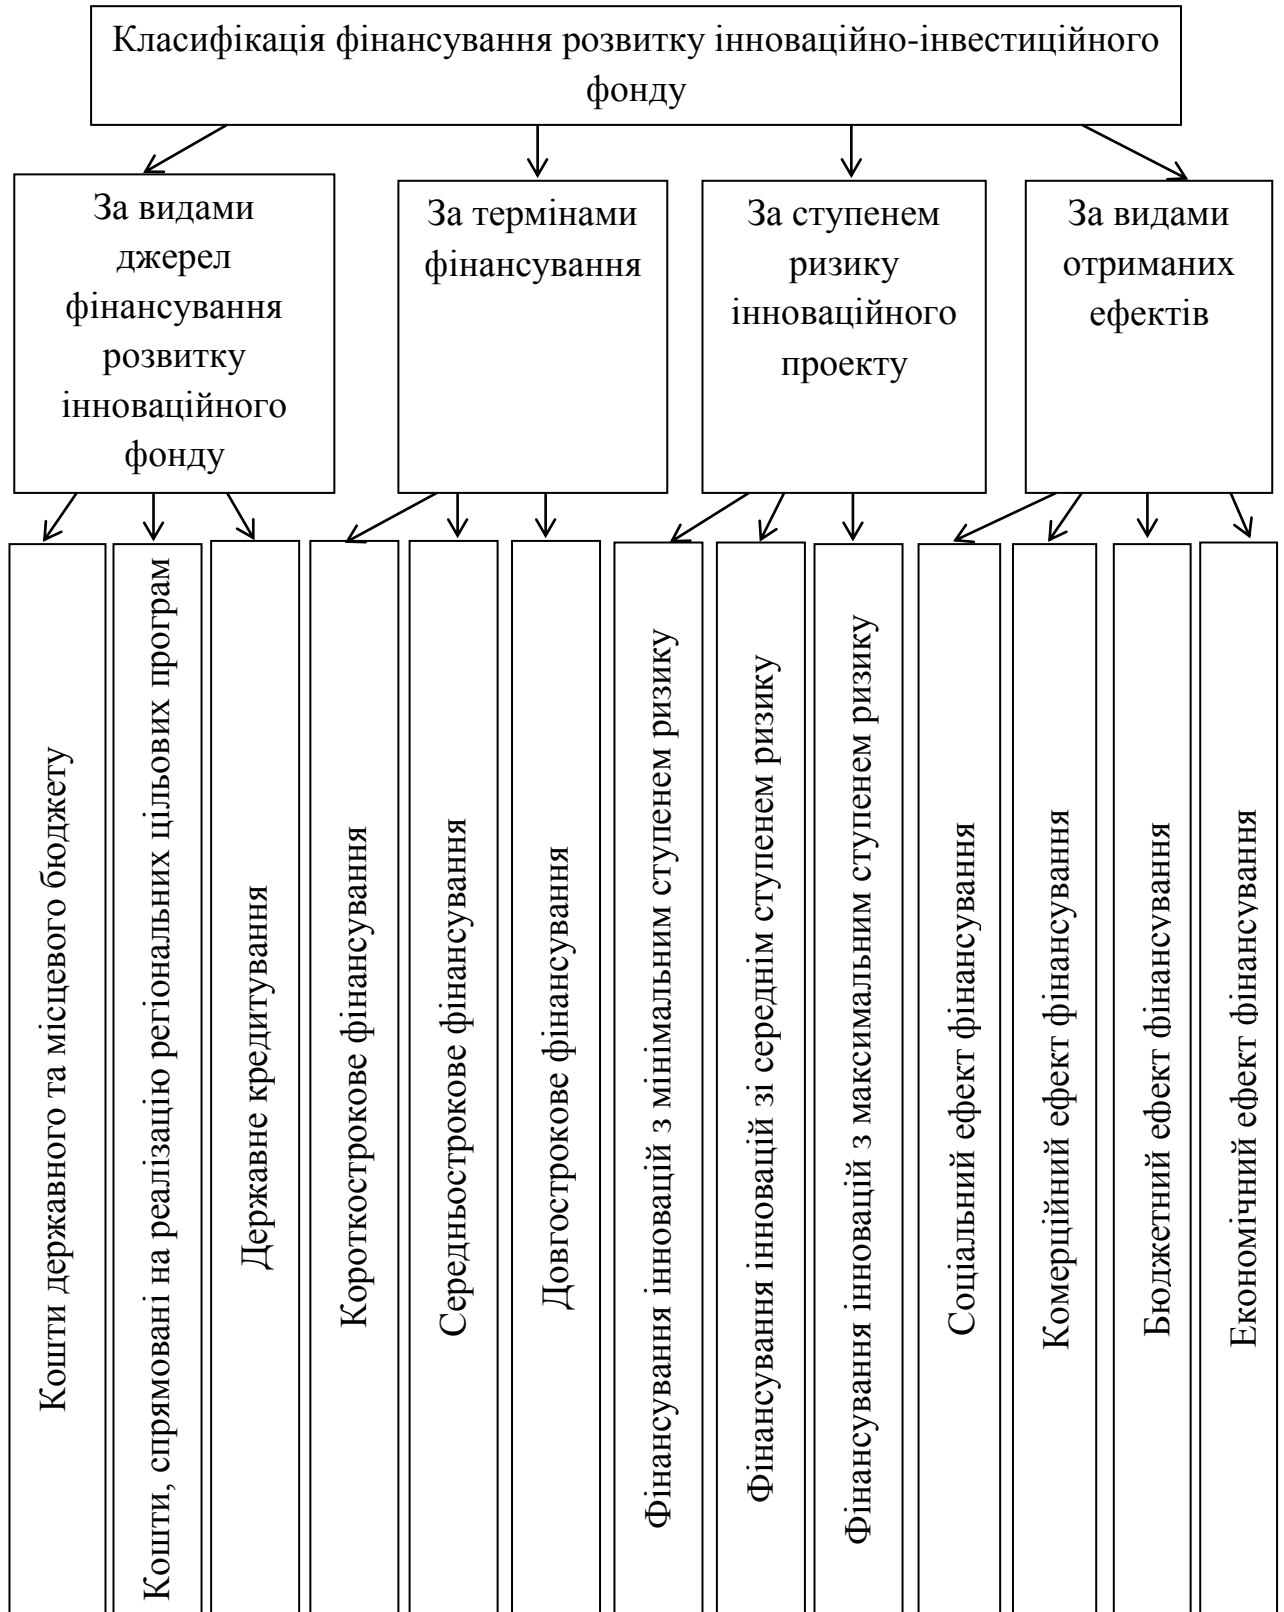 Класифікація фінансування розвитку інноваційно-інвестиційного
фонду
За видами
джерел
фінансування
розвитку
інноваційного
фонду
За термінами
фінансування
За ступенем
ризику
інноваційного
проекту
За видами
отриманих
ефектів
Кошти державного та місцевого бюджету
Кошти, спрямовані на реалізацію регіональних цільових програм
Державне кредитування
Короткострокове фінансування
Середньострокове фінансування
Довгострокове фінансування
Фінансування інновацій з мінімальним ступенем ризику
Фінансування інновацій зі середнім ступенем ризику
Фінансування інновацій з максимальним ступенем ризику
Соціальний ефект фінансування
Комерційний ефект фінансування
Бюджетний ефект фінансування
Економічний ефект фінансування